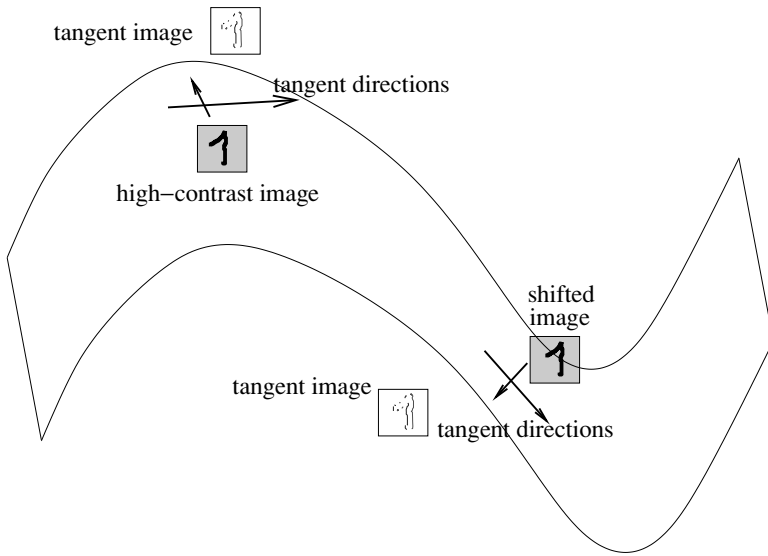 tangent image
tangent directions
high−contrast image
shifted
image
tangent image
tangent directions